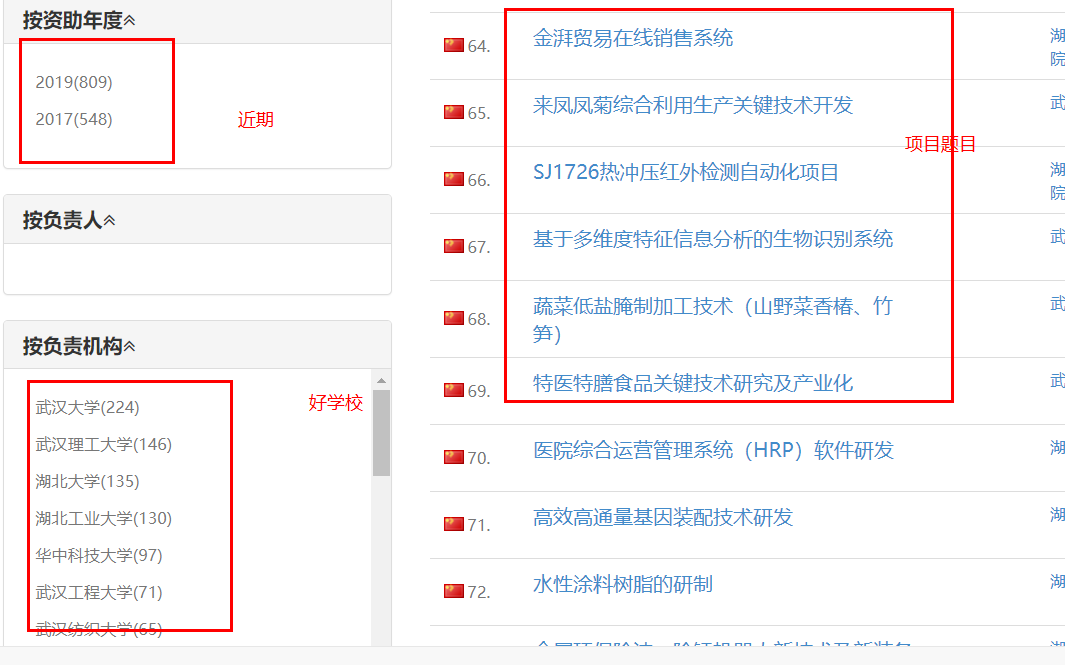 按资助年度
2019(809)
2017(548)
近期
按负责人
按负责机构
好学校
武汉大学(224)
武汉理工大学(146)
湖北大学(135)
湖北工业大学(130)
华中科技大学(97)
武汉工程大学(71)
武汉纺织大学(65)
64. 金湃贸易在线销售系统 湖
院
65. 来凤凤菊综合利用生产关键技术开发 武
项目题目
66. SJ1726热冲压红外检测自动化项目 湖
院
67. 基于多维度特征信息分析的生物识别系统 武
68. 蔬菜低盐腌制加工技术（山野菜香椿、竹 武
笋）
69. 特医特膳食品关键技术研究及产业化 武
70. 医院综合运营管理系统（HRP）软件研发 湖
71. 高效高通量基因装配技术研发 湖
72. 水性涂料树脂的研制 湖